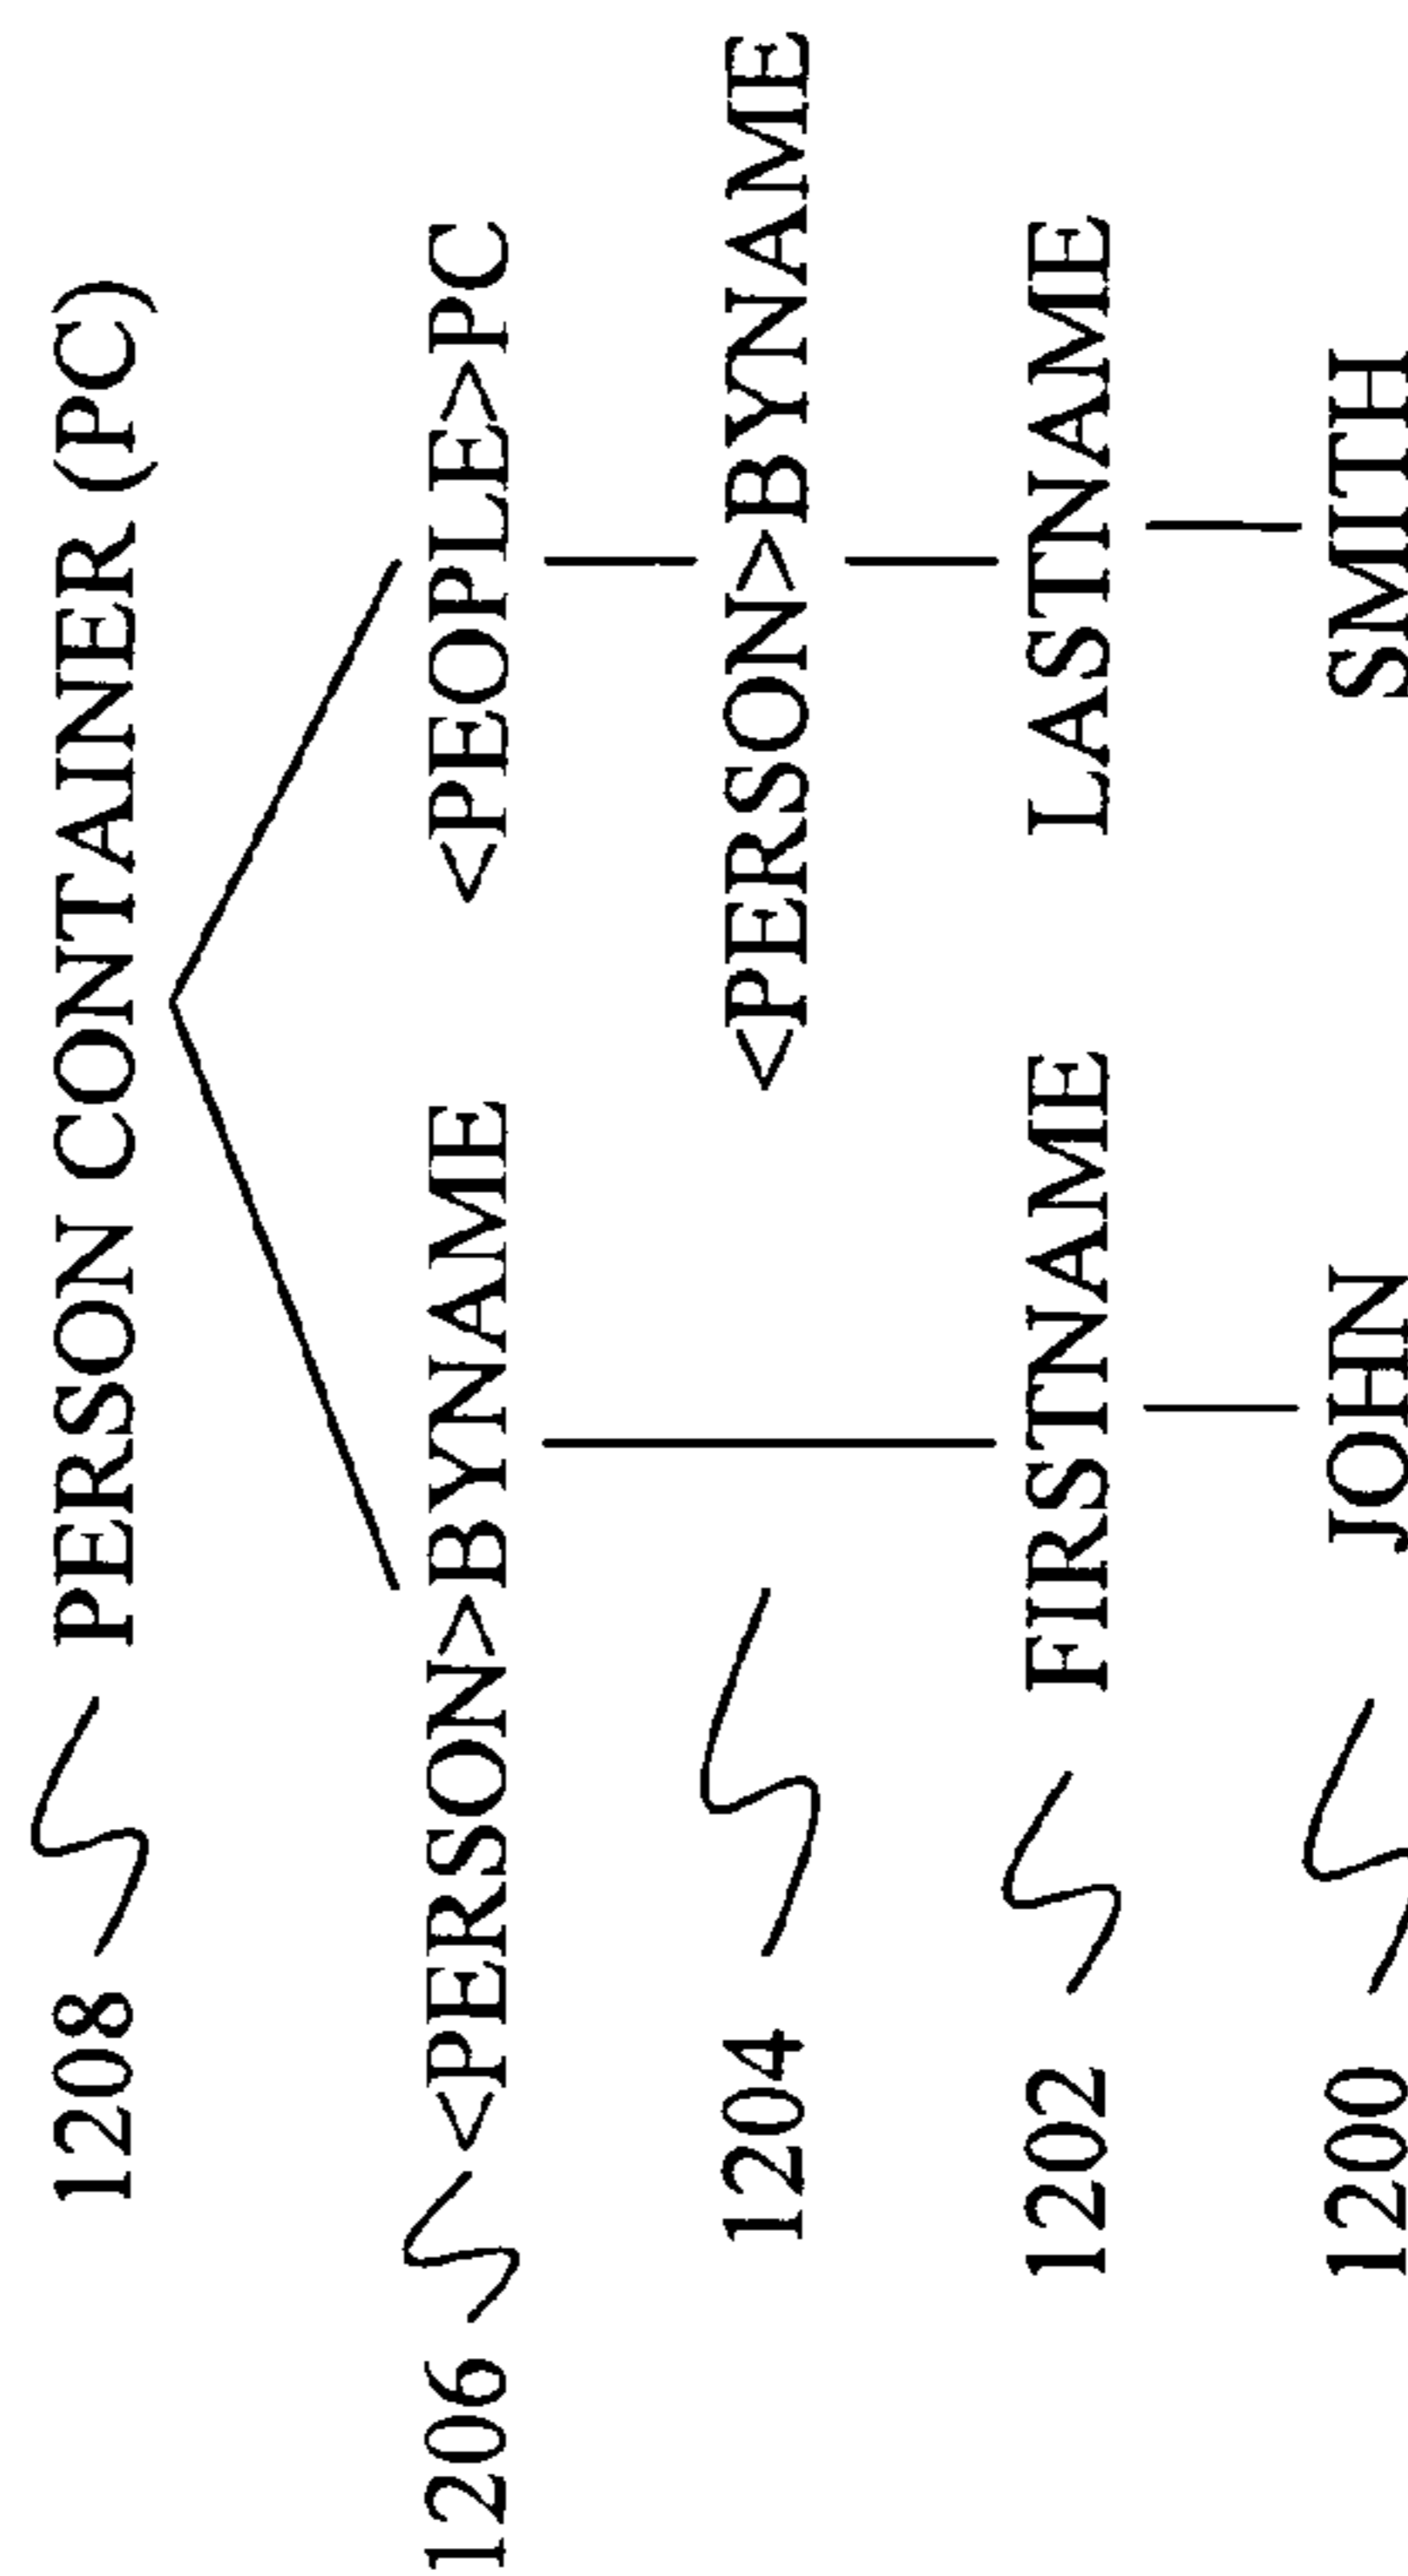 1208 PERSON CONTAINER (PC)
1206 <PERSON>BYNAME <PEOPLE>PC
1204 <PERSON>BYNAME
1202 FIRSTNAME LASTNAME
1200 JOHN SMITH